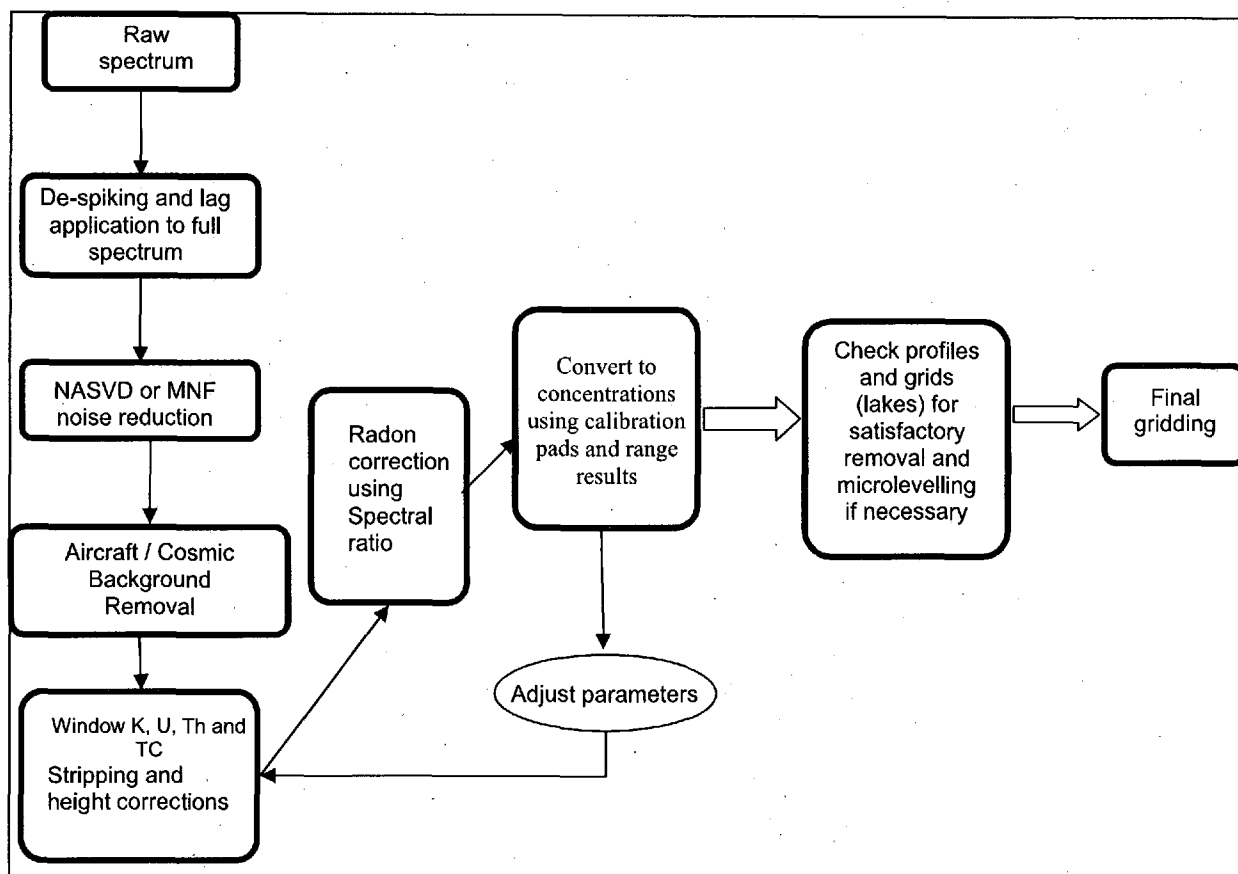 Raw
spectrum
De-spiking and lag
application to full
spectrum
NASVD or MNF
noise reduction
Aircraft / Cosmic
Background
Removal
Window K, U, Th and
TC
Stripping and
height corrections
Radon
correction
using
Spectral
ratio
Convert to
concentrations
using calibration
pads and range
results
Adjust parameters
Check profiles
and grids
(lakes) for
satisfactory
removal and
microlevelling
if necessary
Final
gridding